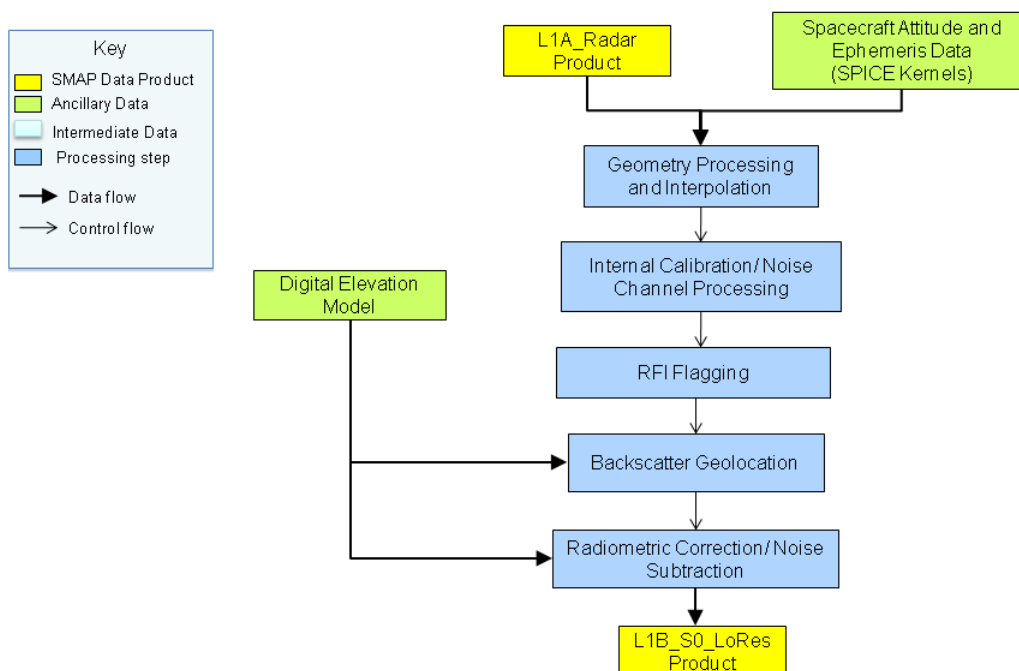 Key
SMAP Data Product
Ancillary Data
Intermediate Data
Processing step
Data flow
Control flow
L1A_Radar
Product
Spacecraft Attitude and
Ephemeris Data
(SPICE Kernels)
Geometry Processing
and Interpolation
Internal Calibration/ Noise
Channel Processing
Digital Elevation
Model
RFI Flagging
Backscatter Geolocation
Radiometric Correction/ Noise
Subtraction
L1B_S0_LoRes
Product